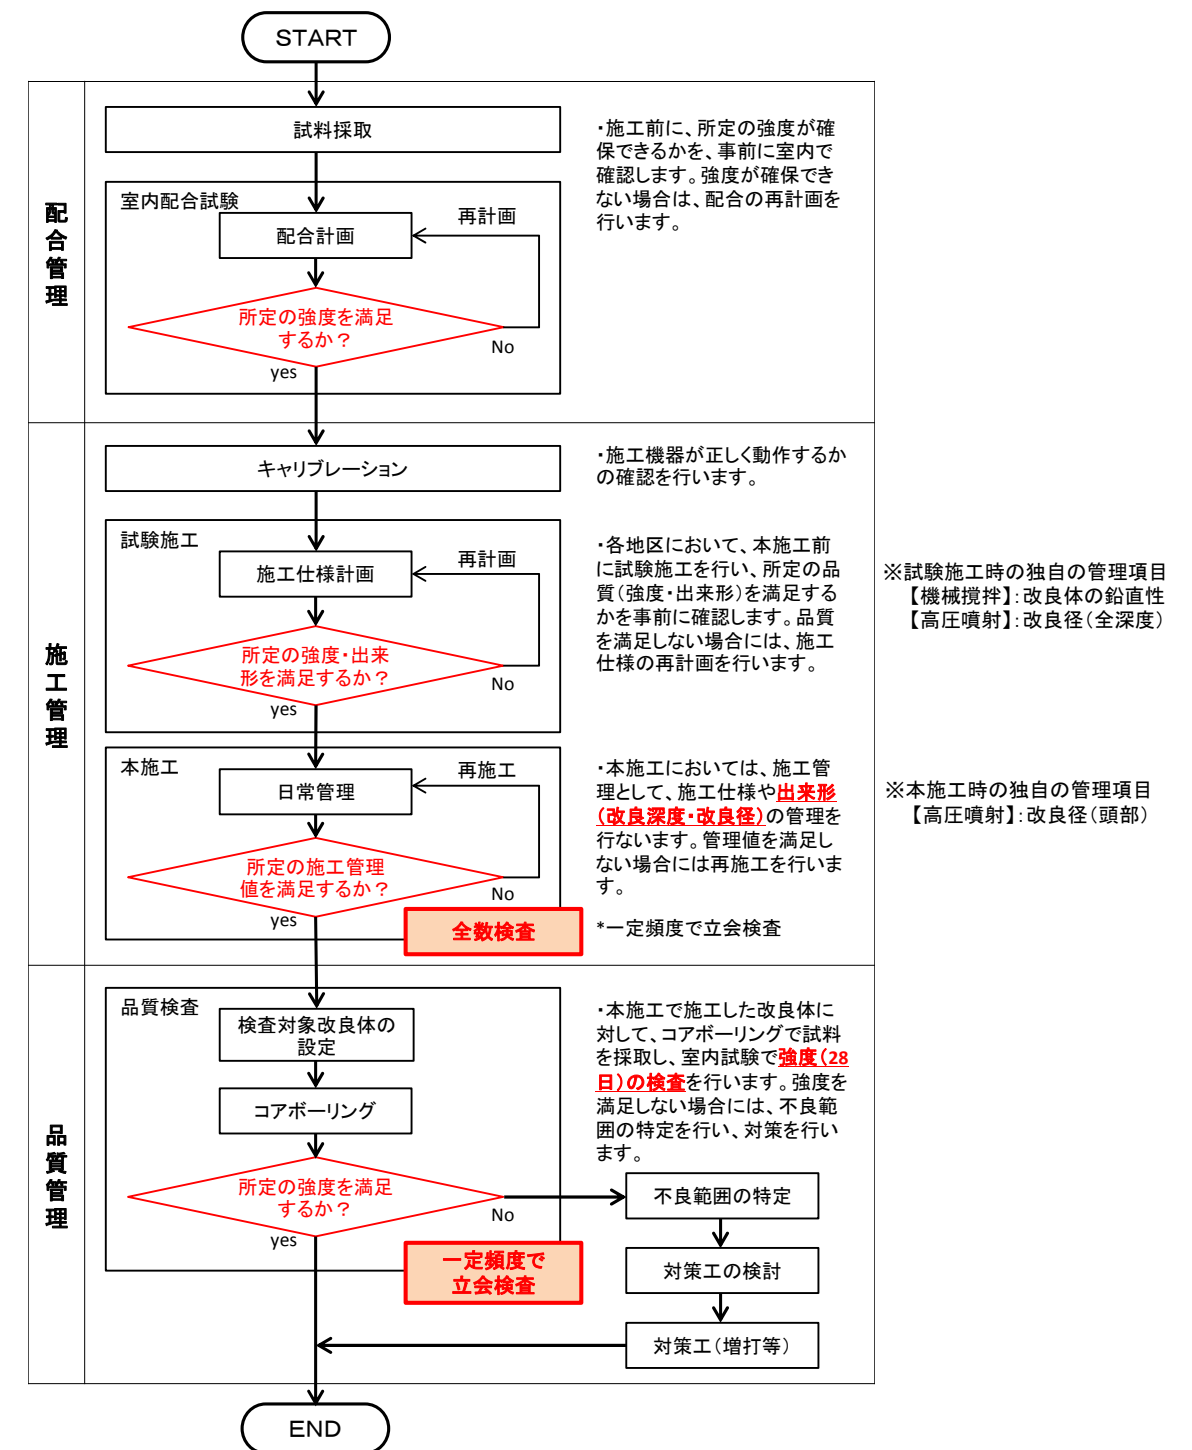 START
配合管理
試料採取
・施工前に、所定の強度が確
保できるかを、事前に室内で
確認します。強度が確保でき
ない場合は、配合の再計画を
行います。
室内配合試験
再計画
配合計画
所定の強度を満足
するか？
No
yes
施工管理
キャリブレーション
・施工機器が正しく動作するか
の確認を行います。
試験施工
再計画
施工仕様計画
所定の強度・出来
形を満足するか？
No
yes
・各地区において、本施工前
に試験施工を行い、所定の品
質（強度・出来形）を満足する
かを事前に確認します。品質
を満足しない場合には、施工
仕様の再計画を行います。
※試験施工時の独自の管理項目
【機械撹拌】：改良体の鉛直性
【高圧噴射】：改良径（全深度）
本施工
再施工
日常管理
所定の施工管理
値を満足するか？
No
yes
全数検査
・本施工においては、施工管
理として、施工仕様や出来形
（改良深度・改良径）の管理を
行ないます。管理値を満足し
ない場合には再施工を行いま
す。
*一定頻度で立会検査
※本施工時の独自の管理項目
【高圧噴射】：改良径（頭部）
品質管理
品質検査
検査対象改良体の
設定
コアボーリング
所定の強度を満足
するか？
No
yes
一定頻度で
立会検査
・本施工で施工した改良体に
対して、コアボーリングで試料
を採取し、室内試験で強度（28
日）の検査を行います。強度を
満足しない場合には、不良範
囲の特定を行い、対策を行い
ます。
不良範囲の特定
対策工の検討
対策工（増打等）
END